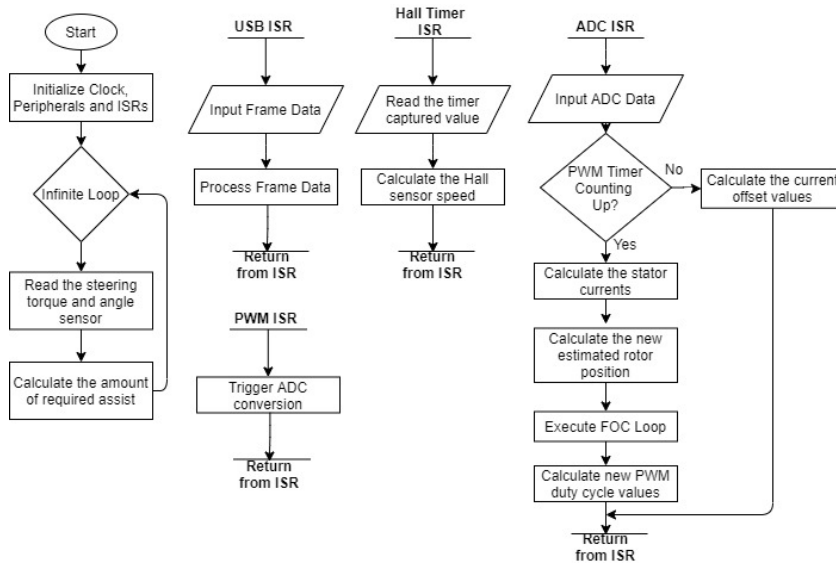 Start
Initialize Clock,
Peripherals and ISRs
Infinite Loop
Read the steering
torque and angle
sensor
Calculate the amount
of required assist
USB ISR
Input Frame Data
Process Frame Data
Return
from ISR
PWM ISR
Trigger ADC
conversion
Return
from ISR
Hall Timer
ISR
Read the timer
captured value
Calculate the Hall
sensor speed
Return
from ISR
ADC ISR
Input ADC Data
PWM Timer
Counting
Up?
No
Calculate the current
offset values
Yes
Calculate the stator
currents
Calculate the new
estimated rotor
position
Execute FOC Loop
Calculate new PWM
duty cycle values
Return
from ISR